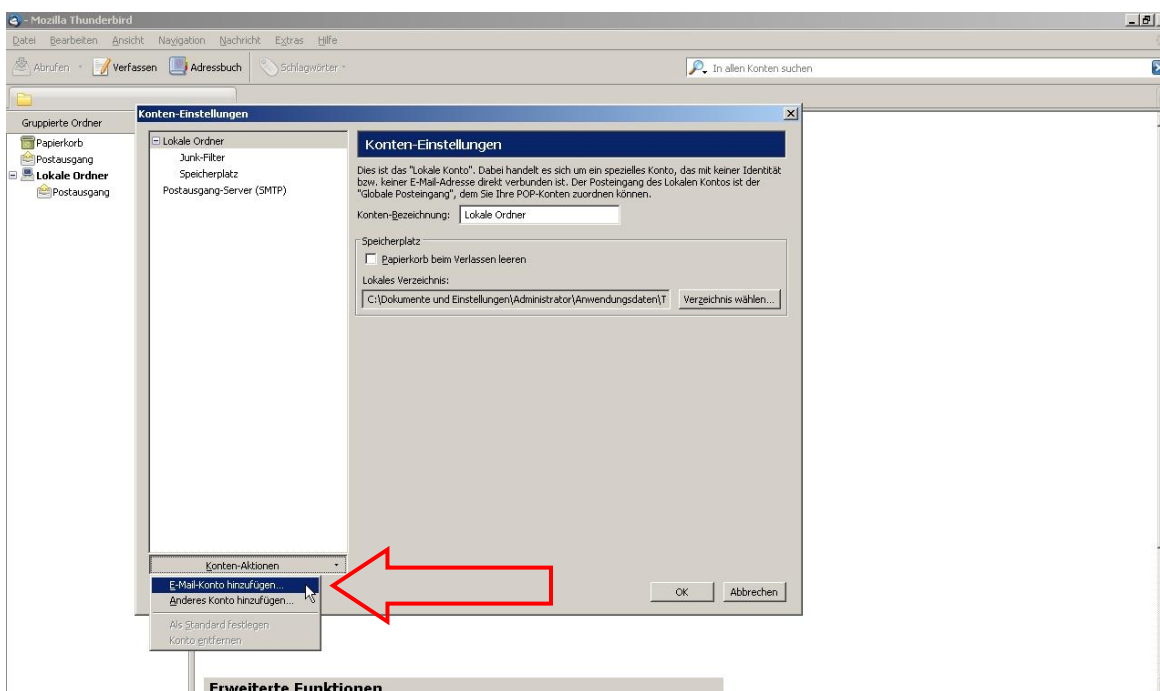 - Mozilla Thunderbird
Datei Bearbeiten Ansicht Navigation Nachricht Extras Hilfe
Abrufen Verfassen Adressbuch Schlagwörter
In allen Konten suchen
Gruppierte Ordner
Papierkorb
Postausgang
Lokale Ordner
Postausgang
Konten-Einstellungen
Lokale Ordner
Junk-Filter
Speicherplatz
Postausgang-Server (SMTP)
Konten-Einstellungen
Dies ist das "Lokale Konto". Dabei handelt es sich um ein spezielles Konto, das mit keiner Identität
bzw. keiner E-Mail-Adresse direkt verbunden ist. Der Posteingang des Lokalen Kontos ist der
"Globale Posteingang", dem Sie Ihre POP-Konten zuordnen können.
Konten-Bezeichnung: Lokale Ordner
Speicherplatz
Papierkorb beim Verlassen leeren
Lokales Verzeichnis:
C:\Dokumente und Einstellungen\Administrator\Anwendungsdaten\T Verzeichnis wählen...
Konten-Aktionen
E-Mail-Konto hinzufügen...
Anderes Konto hinzufügen...
Als Standard festlegen
Konto entfernen
OK Abbrechen
Erweiterte Funktionen